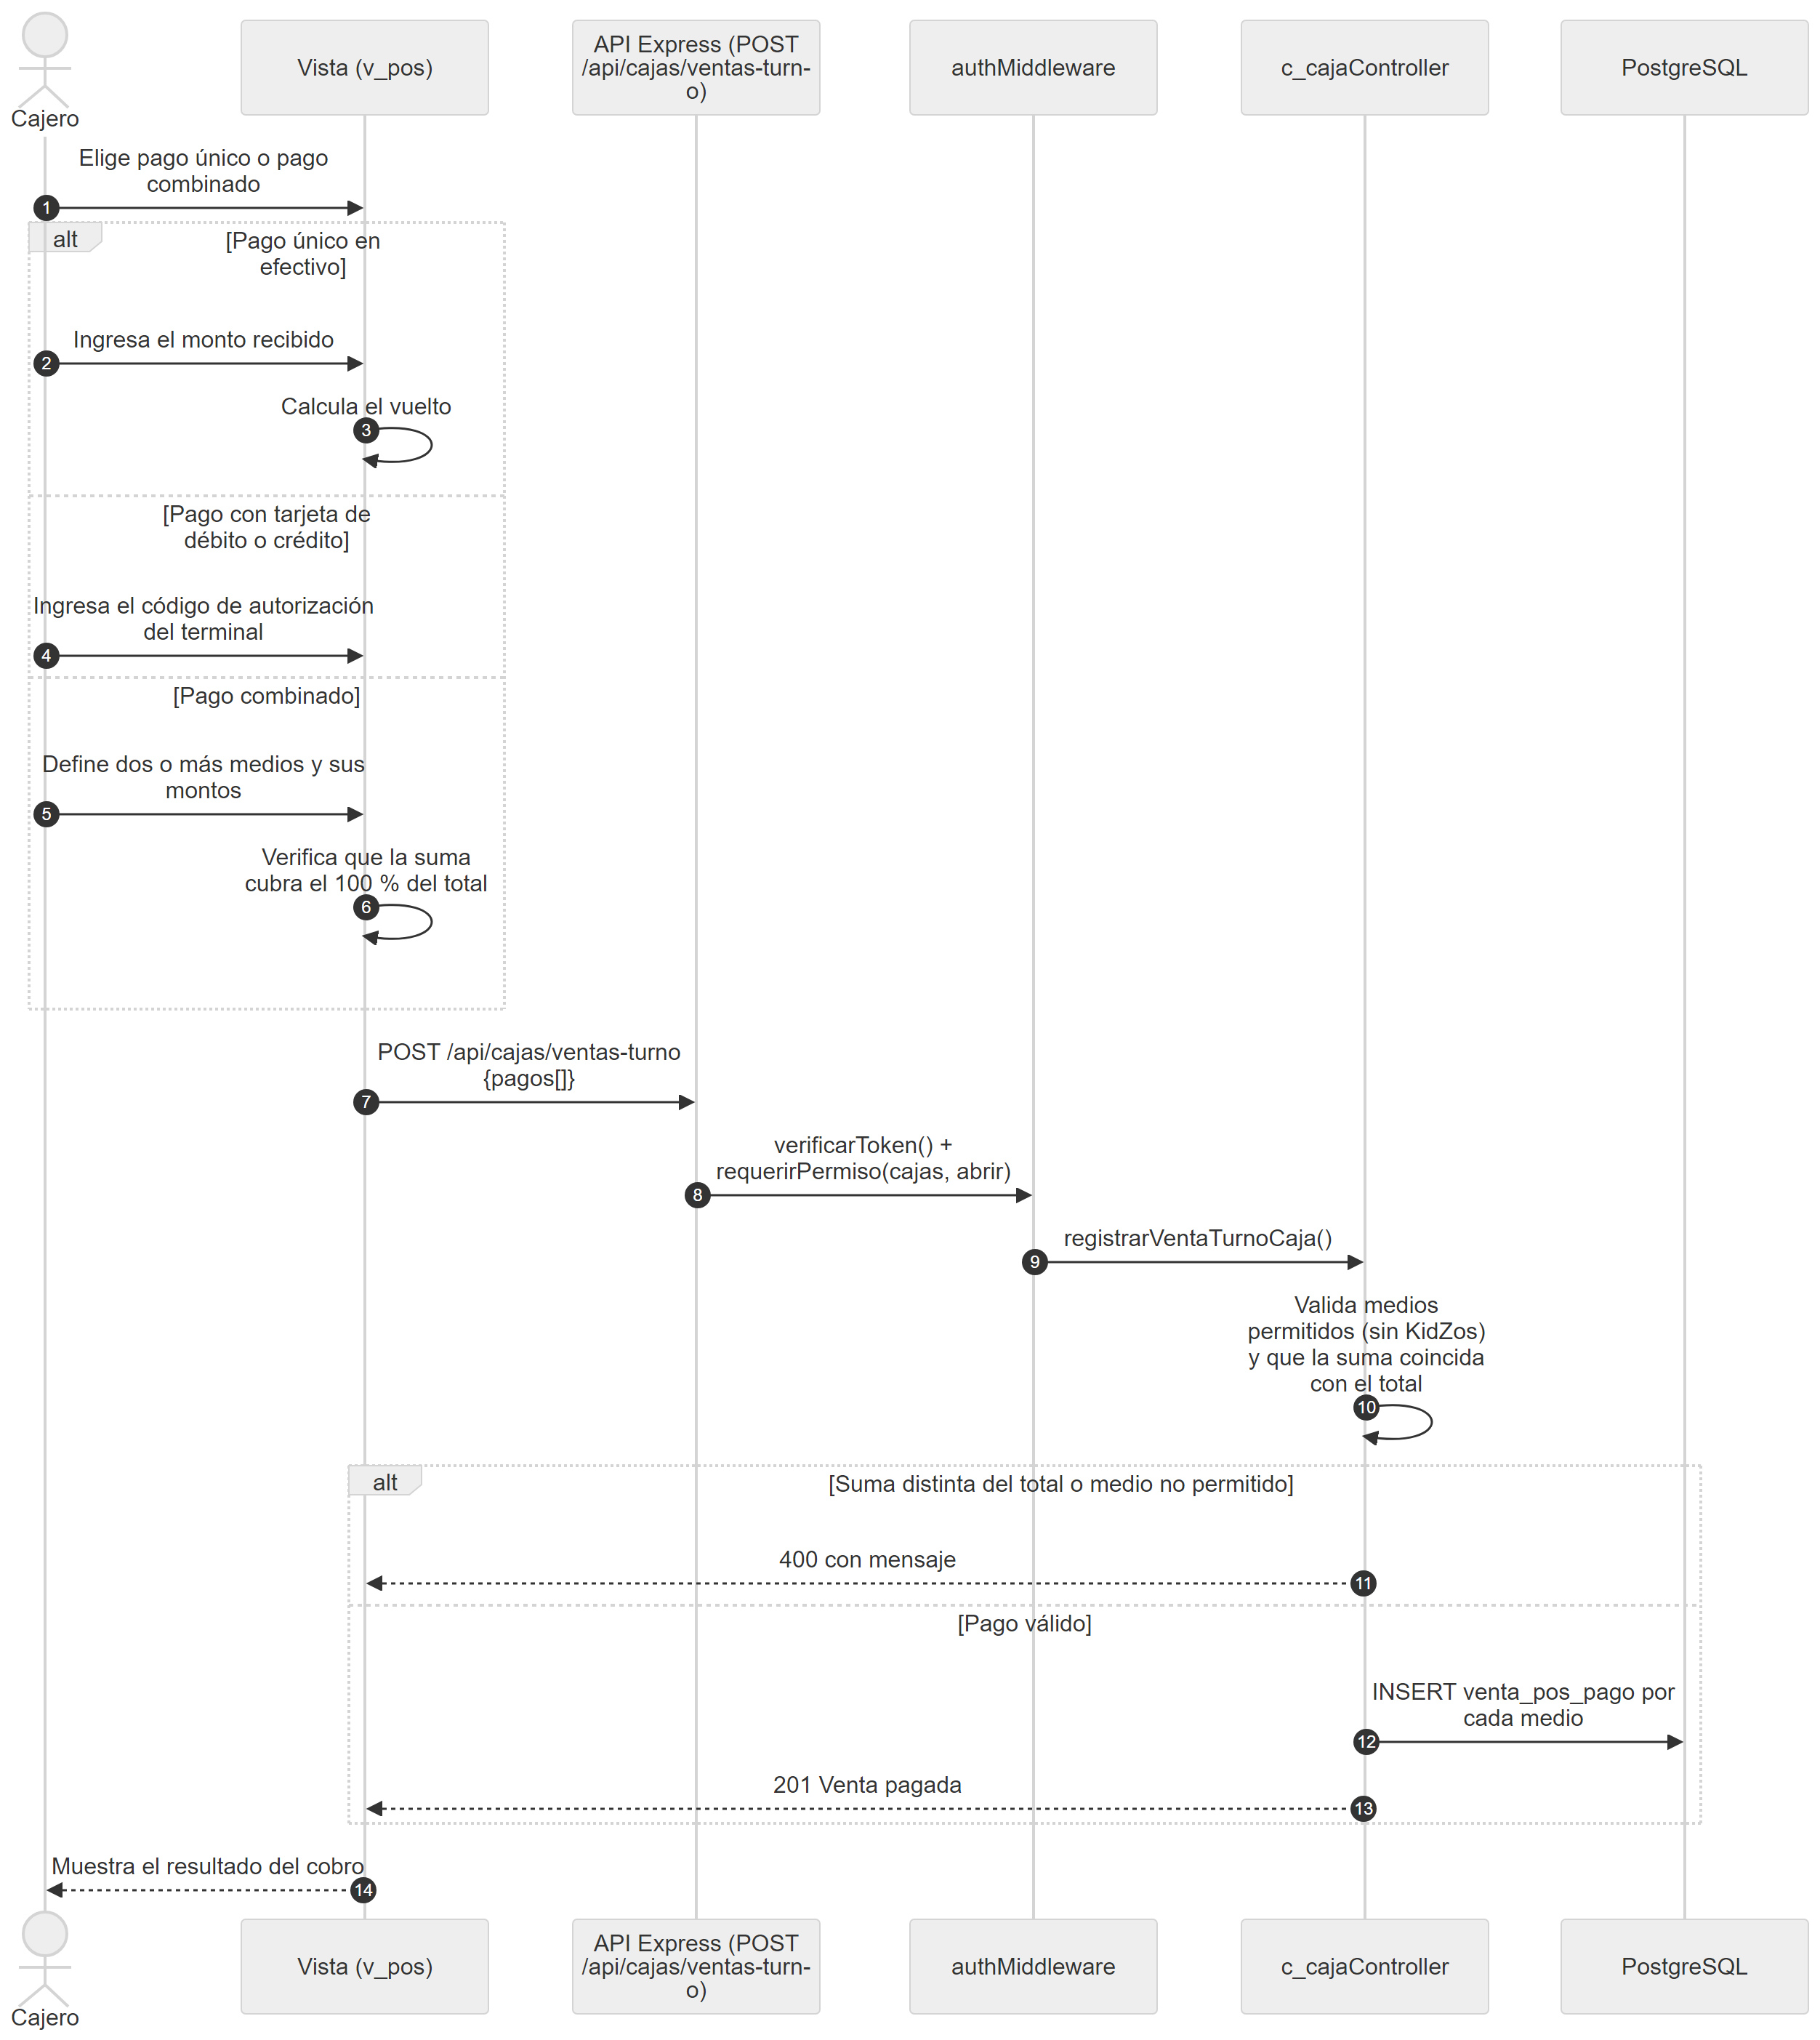 Cajero
Vista (v_pos)
API Express (POST
/api/cajas/ventas-turn-
o)
authMiddleware
c_cajaController
PostgreSQL
Elige pago único o pago
combinado
1
alt
[Pago único en
efectivo]
Ingresa el monto recibido
2
Calcula el vuelto
3
[Pago con tarjeta de
débito o crédito]
Ingresa el código de autorización
del terminal
4
[Pago combinado]
Define dos o más medios y sus
montos
5
Verifica que la suma
cubra el 100 % del total
6
POST /api/cajas/ventas-turno
{pagos[]}
7
verificarToken() +
requerirPermiso(cajas, abrir)
8
registrarVentaTurnoCaja()
9
Valida medios
permitidos (sin KidZos)
y que la suma coincida
con el total
10
alt
[Suma distinta del total o medio no permitido]
400 con mensaje
11
[Pago válido]
INSERT venta_pos_pago por
cada medio
12
201 Venta pagada
13
Muestra el resultado del cobro
14
Cajero
Vista (v_pos)
API Express (POST
/api/cajas/ventas-turn-
o)
authMiddleware
c_cajaController
PostgreSQL